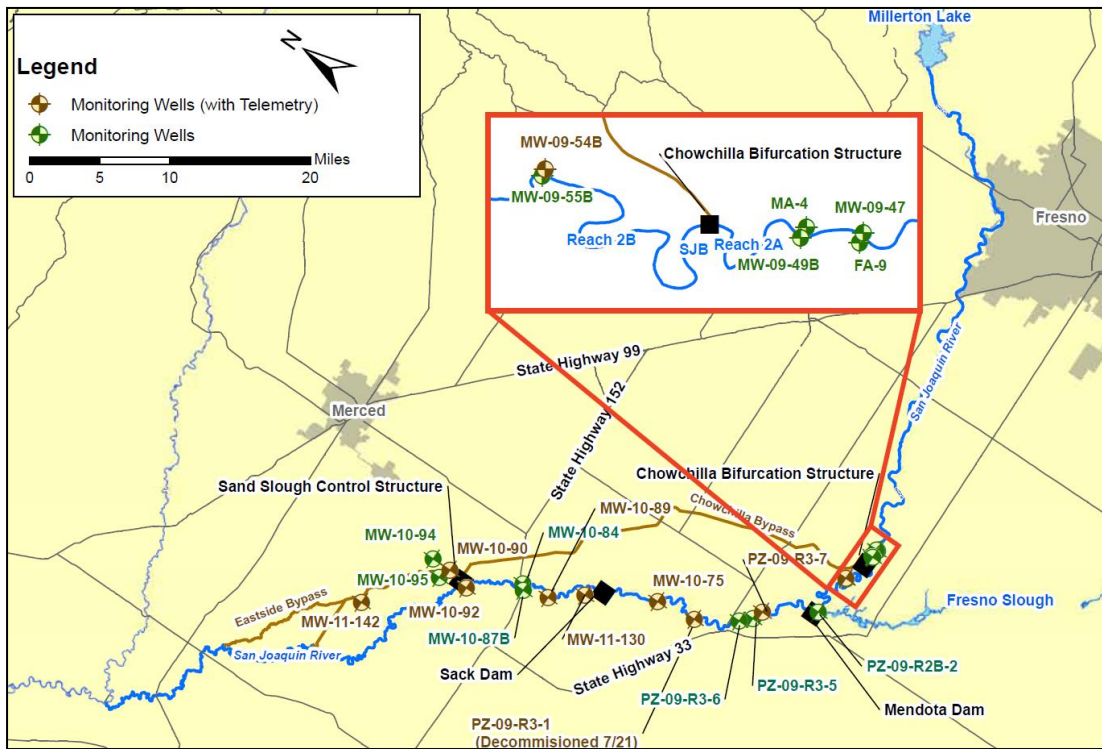 Millerton Lake
N
Legend
Monitoring Wells (with Telemetry)
Monitoring Wells
Miles
0 5 10 20
MW-09-54B
Chowchilla Bifurcation Structure
MW-09-55B
MA-4
MW-09-47
Reach 2B
SJB
Reach 2A
MW-09-49B
FA-9
Fresno
San Joaquin River
State Highway 99
Merced
State Highway 152
Chowchilla Bifurcation Structure
Sand Slough Control Structure
MW-10-89
Chowchilla Bypass
MW-10-94
MW-10-84
MW-10-90
PZ-09-R3-7
MW-10-95
MW-10-75
Eastside Bypass
MW-10-92
Fresno Slough
MW-11-142
MW-10-87B
MW-11-130
San Joaquin River
State Highway 33
PZ-09-R2B-2
Sack Dam
PZ-09-R3-5
PZ-09-R3-6
Mendota Dam
PZ-09-R3-1
(Decommisioned 7/21)